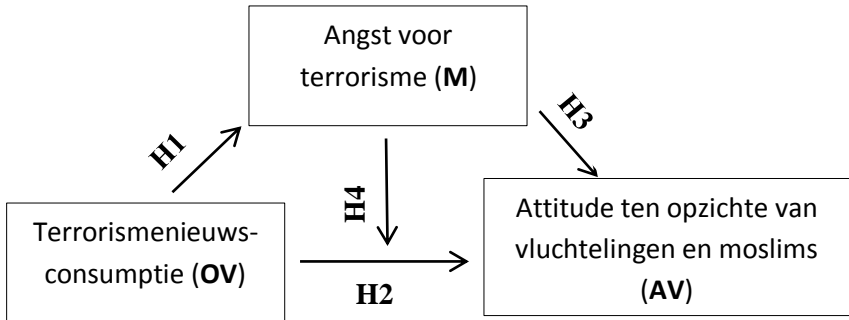 Angst voor
terrorisme (M)
H1
H3
H4
Terrorismenieuws-
consumptie (OV)
H2
Attitude ten opzichte van
vluchtelingen en moslims
(AV)